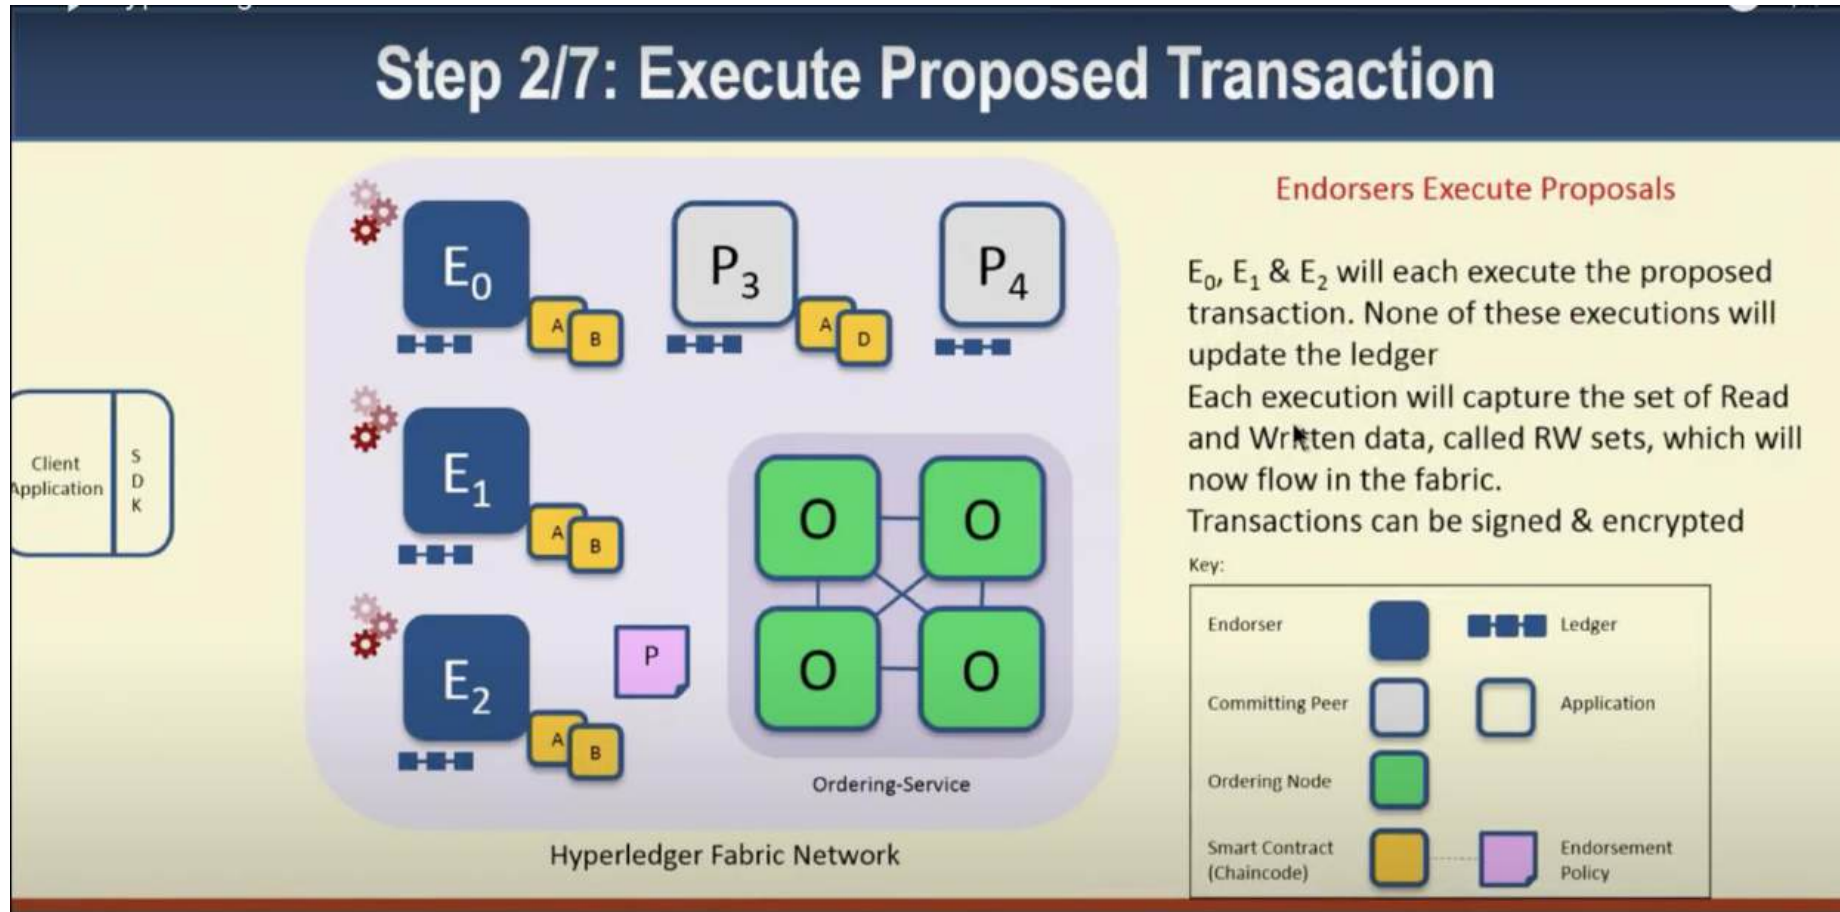 Step 2/7: Execute Proposed Transaction
Endorsers Execute Proposals
E0, E1 & E2 will each execute the proposed
transaction. None of these executions will
update the ledger
Each execution will capture the set of Read
and Written data, called RW sets, which will
now flow in the fabric.
Transactions can be signed & encrypted
Client
Application
S
D
K
E0
A
B
P3
A
D
P4
E1
A
B
E2
A
B
P
O
O
O
O
Ordering-Service
Hyperledger Fabric Network
Key:
Endorser
Ledger
Committing Peer
Application
Ordering Node
Smart Contract
(Chaincode)
Endorsement
Policy